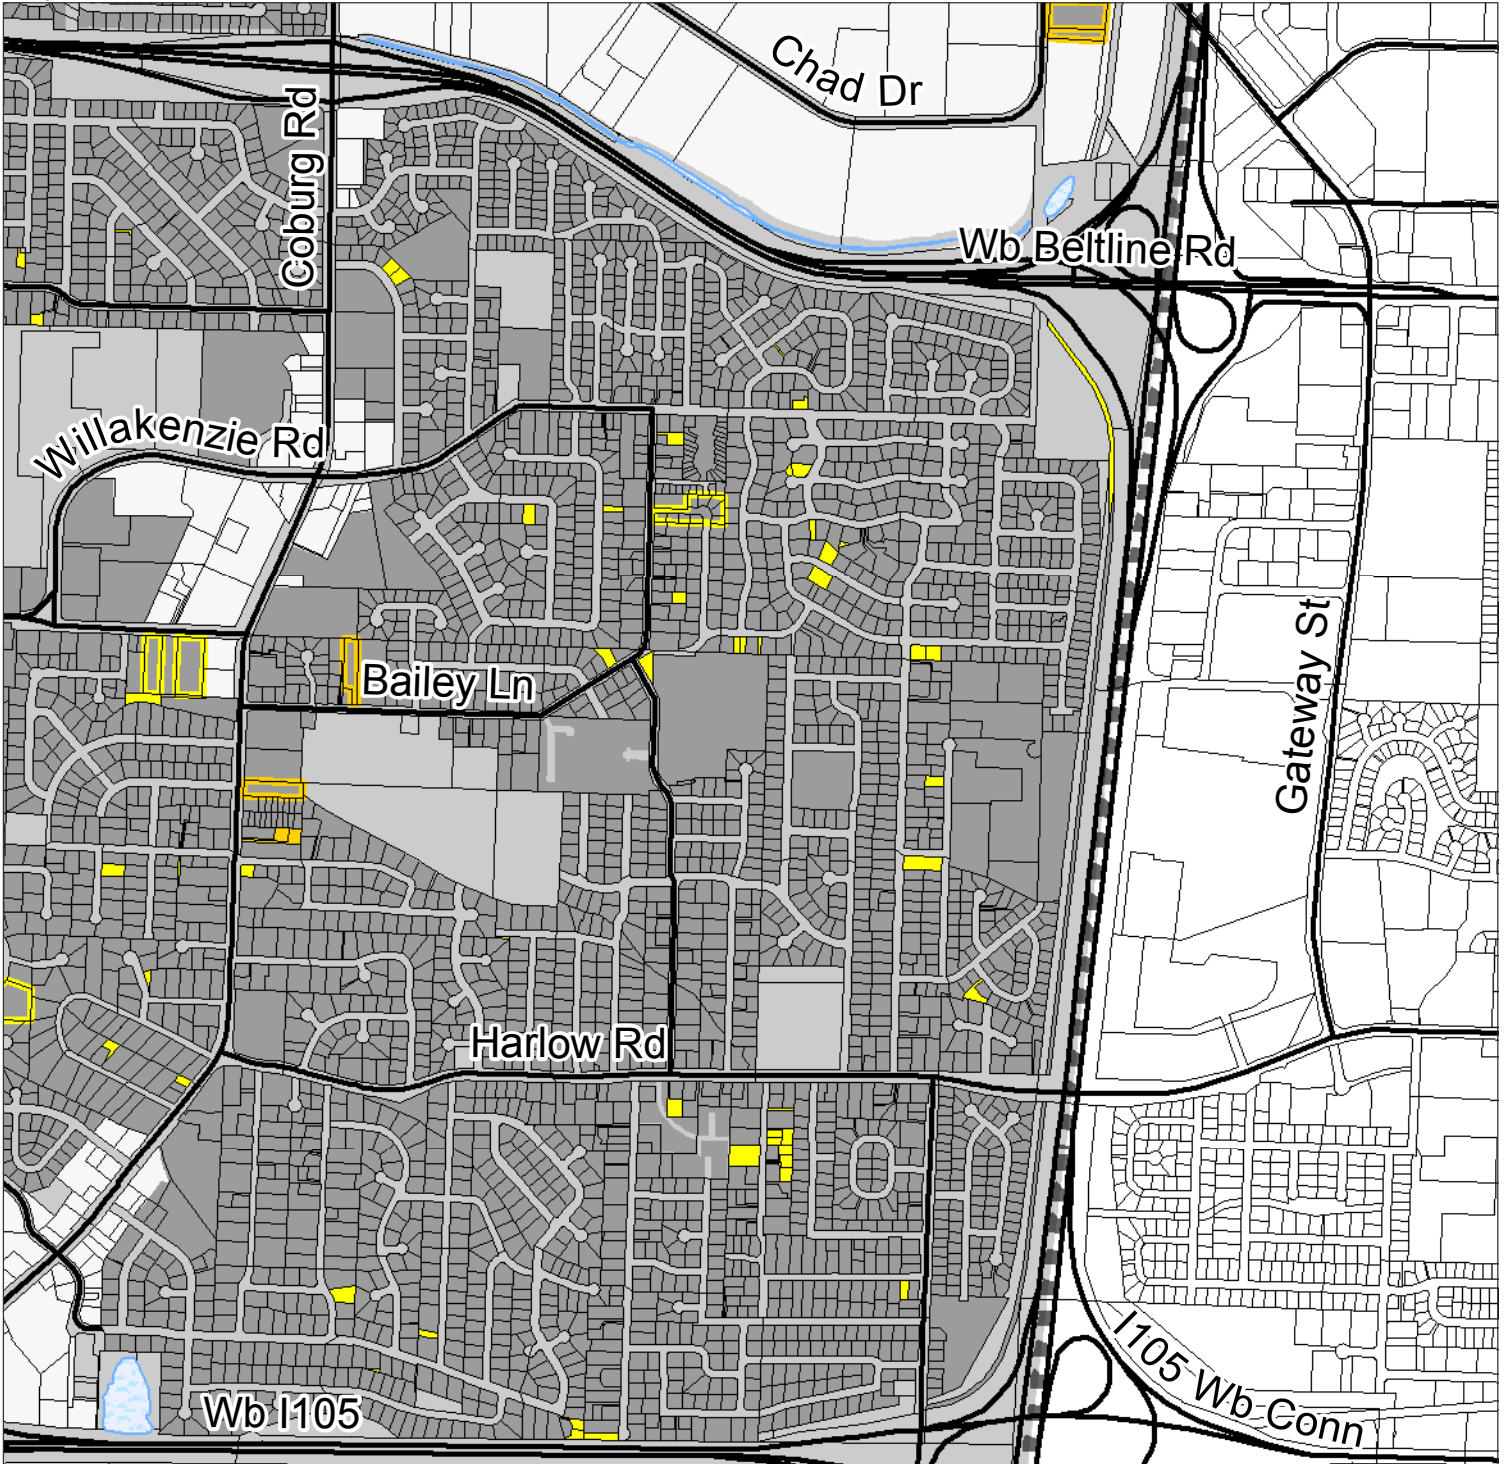 Chad Dr
Coburg Rd
Wb Beltline Rd
Willakenzie Rd
Gateway St
Bailey Ln
Harlow Rd
I105 Wb Conn
Wb I105